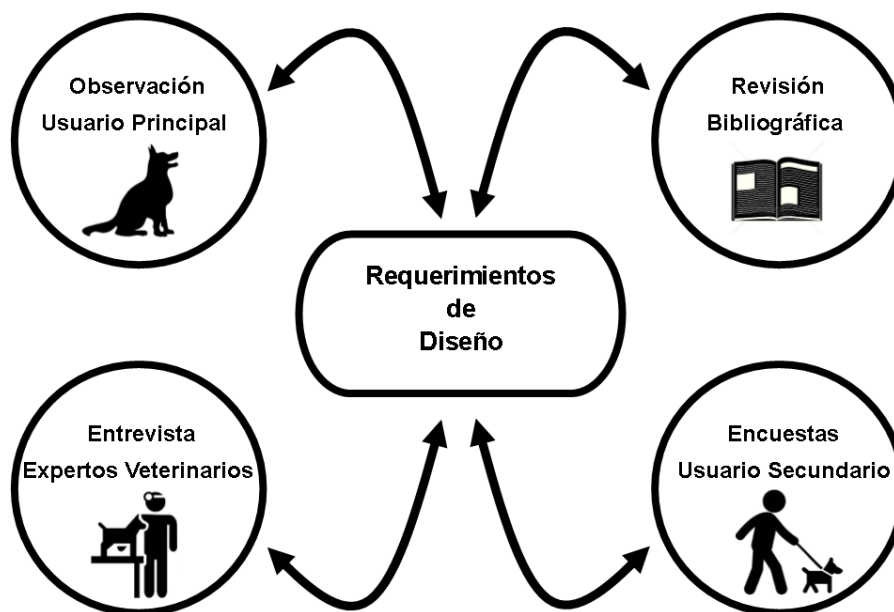 Observación
Usuario Principal
Revisión
Bibliográfica
Requerimientos
de
Diseño
Entrevista
Expertos Veterinarios
Encuestas
Usuario Secundario